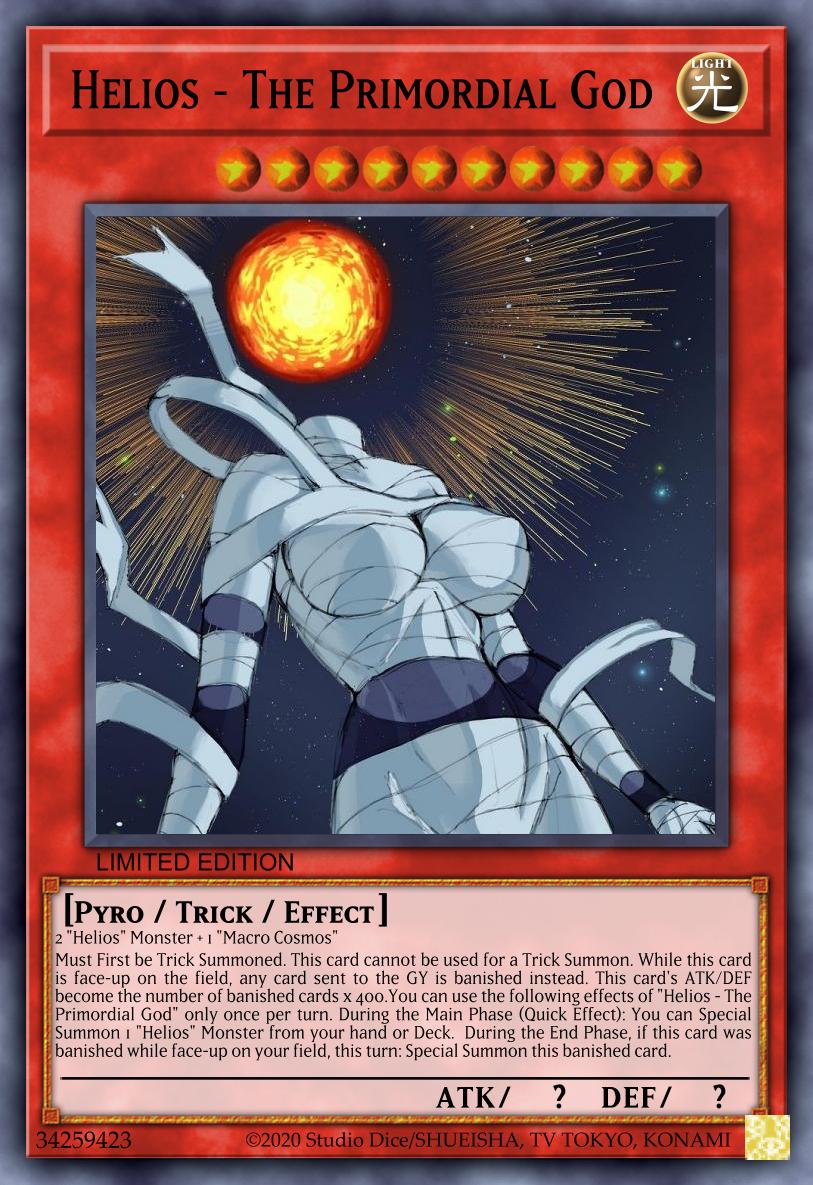 Helios - The Primordial God
LIGHT
光
LIMITED EDITION
[Pyro / Trick / Effect]
2 "Helios" Monster + 1 "Macro Cosmos"
Must First be Trick Summoned. This card cannot be used for a Trick Summon. While this card
is face-up on the field, any card sent to the GY is banished instead. This card's ATK/DEF
become the number of banished cards x 400.You can use the following effects of "Helios - The
Primordial God" only once per turn. During the Main Phase (Quick Effect): You can Special
Summon 1 "Helios" Monster from your hand or Deck.  During the End Phase, if this card was
banished while face-up on your field, this turn: Special Summon this banished card.
ATK/ ? DEF/ ?
34259423 ©2020 Studio Dice/SHUEISHA, TV TOKYO, KONAMI